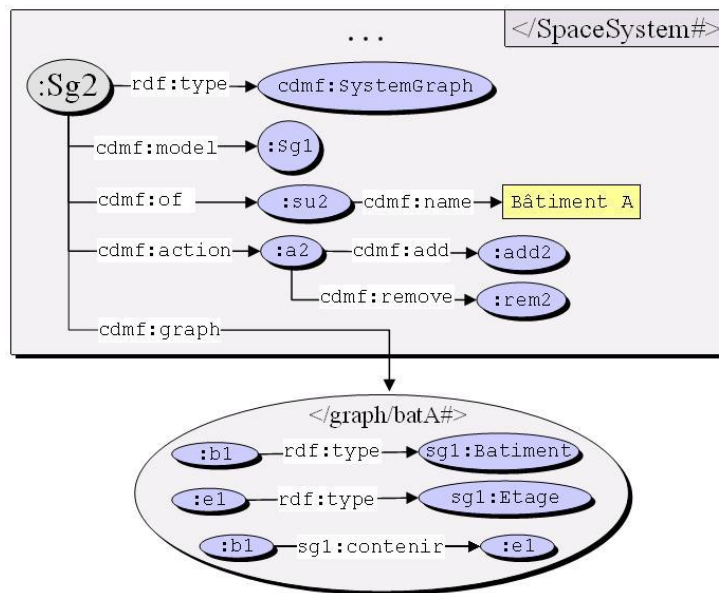 ...
</SpaceSystem#>
:Sg2 rdf:type cdmf:SystemGraph
cdmf:model :Sg1
cdmf:of :su2 cdmf:name Bâtiment A
cdmf:action :a2 cdmf:add :add2
cdmf:remove :rem2
cdmf:graph
</graph/batA#>
:b1 rdf:type sg1:Batiment
:e1 rdf:type sg1:Etage
:b1 sg1:contenir :e1